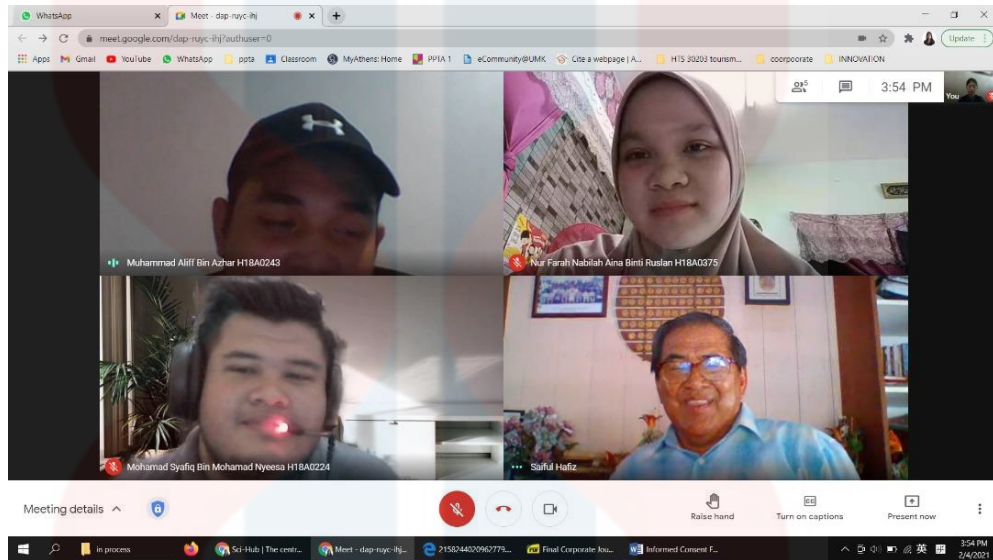 WhatsApp
Meet - dap-ruyc-ihj
meet.google.com/dap-ruyc-ihj?authuser=0
Update
Apps Gmail YouTube WhatsApp ppta Classroom MyAthens: Home PPTA 1 eCommunity@UMK Cite a webpage | A... HTS 30203 tourism... coorpoorate INNOVATION
5
3:54 PM
You
Muhammad Aliff Bin Azhar H18A0243
Nur Farah Nabilah Aina Binti Ruslan H18A0375
Mohamad Syafiq Bin Mohamad Nyeesa H18A0224
Saiful Hafiz
Meeting details
Raise hand
CC
Turn on captions
Present now
in process
Sci-Hub | The centr...
Meet - dap-ruyc-ihj...
2158244020962779...
Final Corporate Jou...
Informed Consent F...
英
3:54 PM
2/4/2021